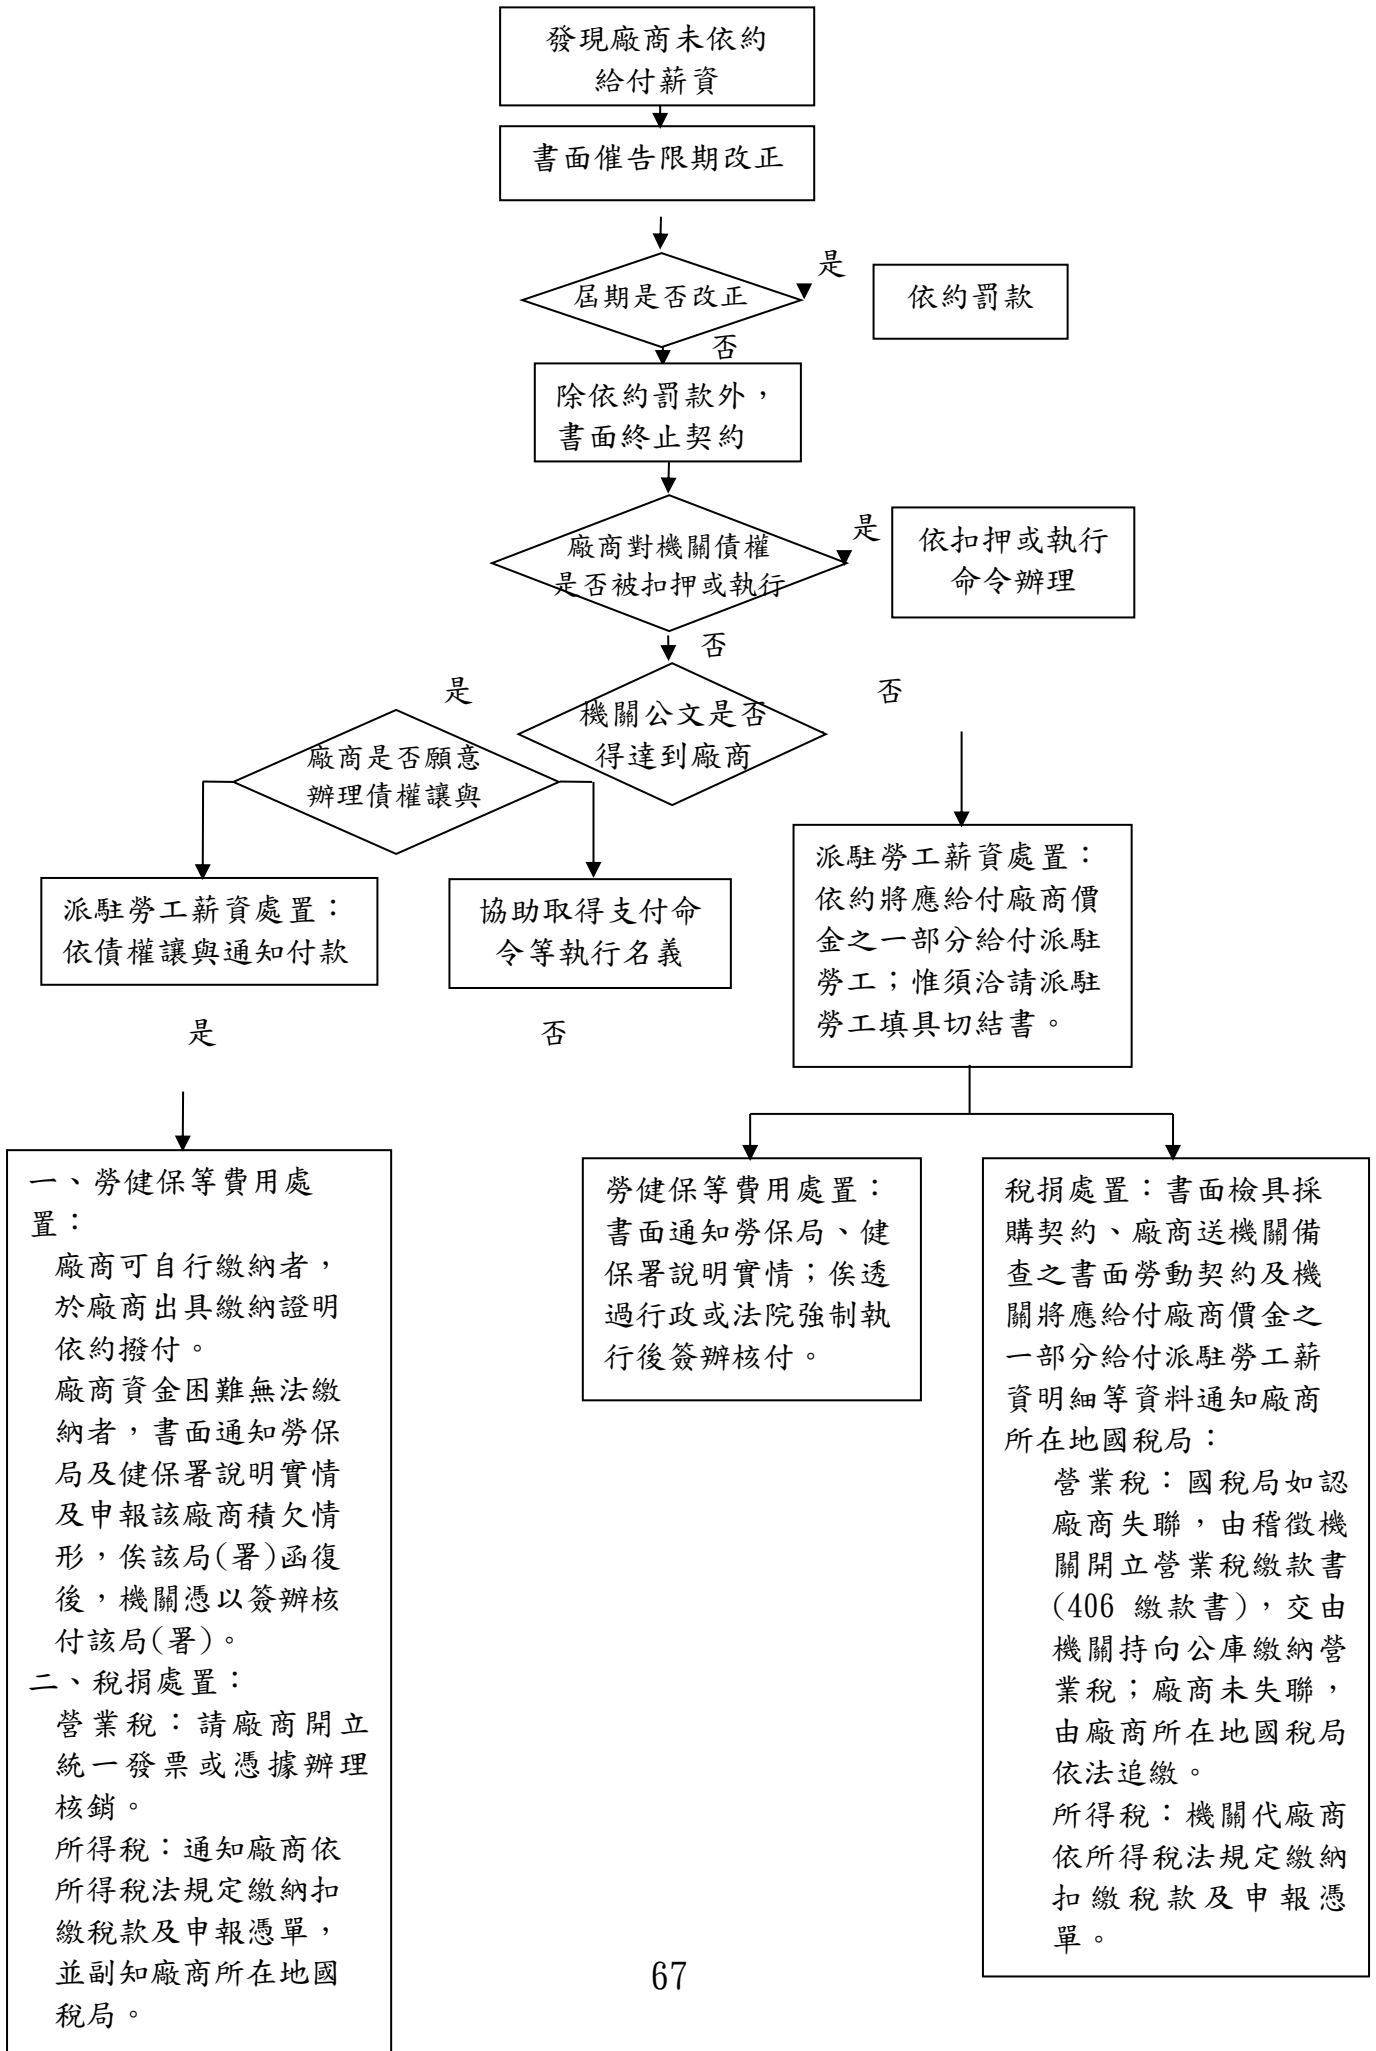 發現廠商未依約
給付薪資
書面催告限期改正
屆期是否改正
是
依約罰款
否
除依約罰款外，
書面終止契約
廠商對機關債權
是否被扣押或執行
是
依扣押或執行
命令辦理
否
機關公文是否
得達到廠商
是
否
廠商是否願意
辦理債權讓與
派駐勞工薪資處置：
依債權讓與通知付款
是
協助取得支付命
令等執行名義
否
派駐勞工薪資處置：
依約將應給付廠商價
金之一部分給付派駐
勞工；惟須洽請派駐
勞工填具切結書。
一、勞健保等費用處
置：
廠商可自行繳納者，
於廠商出具繳納證明
依約撥付。
廠商資金困難無法繳
納者，書面通知勞保
局及健保署說明實情
及申報該廠商積欠情
形，俟該局(署)函復
後，機關憑以簽辦核
付該局(署)。
二、稅捐處置：
營業稅：請廠商開立
統一發票或憑據辦理
核銷。
所得稅：通知廠商依
所得稅法規定繳納扣
繳稅款及申報憑單，
並副知廠商所在地國
稅局。
勞健保等費用處置：
書面通知勞保局、健
保署說明實情；俟透
過行政或法院強制執
行後簽辦核付。
稅捐處置：書面檢具採
購契約、廠商送機關備
查之書面勞動契約及機
關將應給付廠商價金之
一部分給付派駐勞工薪
資明細等資料通知廠商
所在地國稅局：
營業稅：國稅局如認
廠商失聯，由稽徵機
關開立營業稅繳款書
(406 繳款書)，交由
機關持向公庫繳納營
業稅；廠商未失聯，
由廠商所在地國稅局
依法追繳。
所得稅：機關代廠商
依所得稅法規定繳納
扣繳稅款及申報憑
單。
67